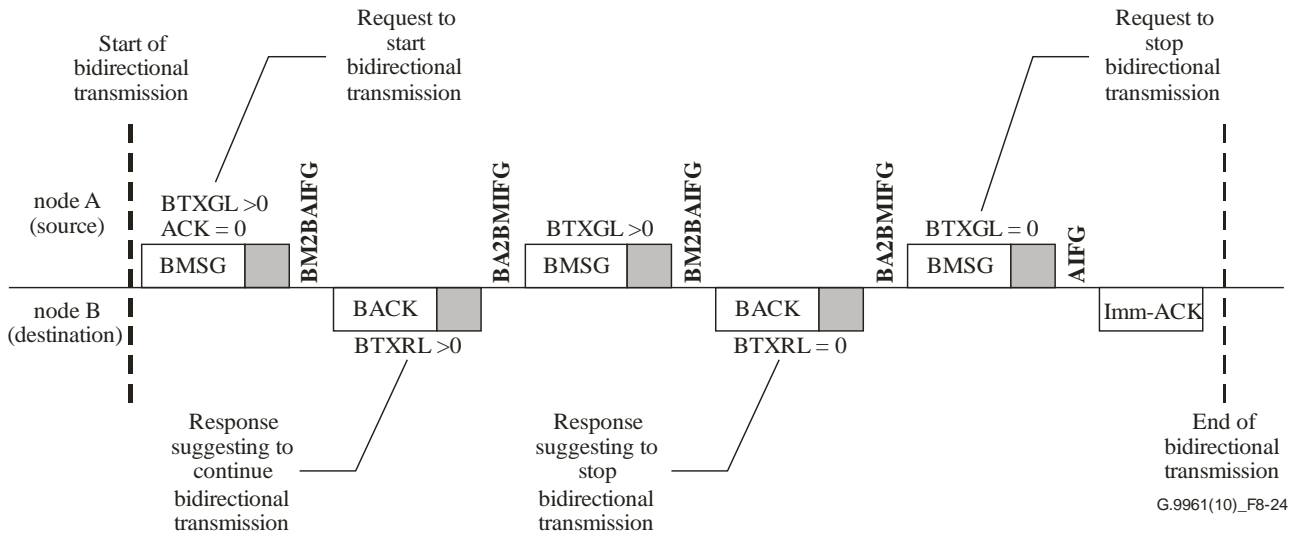 Start of
bidirectional
transmission
Request to
start
bidirectional
transmission
Request to
stop
bidirectional
transmission
node A
(source)
BTXGL >0
ACK = 0
BMSG
BM2BAIFG
BA2BMIFG
BTXGL >0
BMSG
BM2BAIFG
BA2BMIFG
BTXGL = 0
BMSG
AIFG
node B
(destination)
BACK
BTXRL >0
BACK
BTXRL = 0
Imm-ACK
Response
suggesting to
continue
bidirectional
transmission
Response
suggesting to
stop
bidirectional
transmission
End of
bidirectional
transmission
G.9961(10)_F8-24